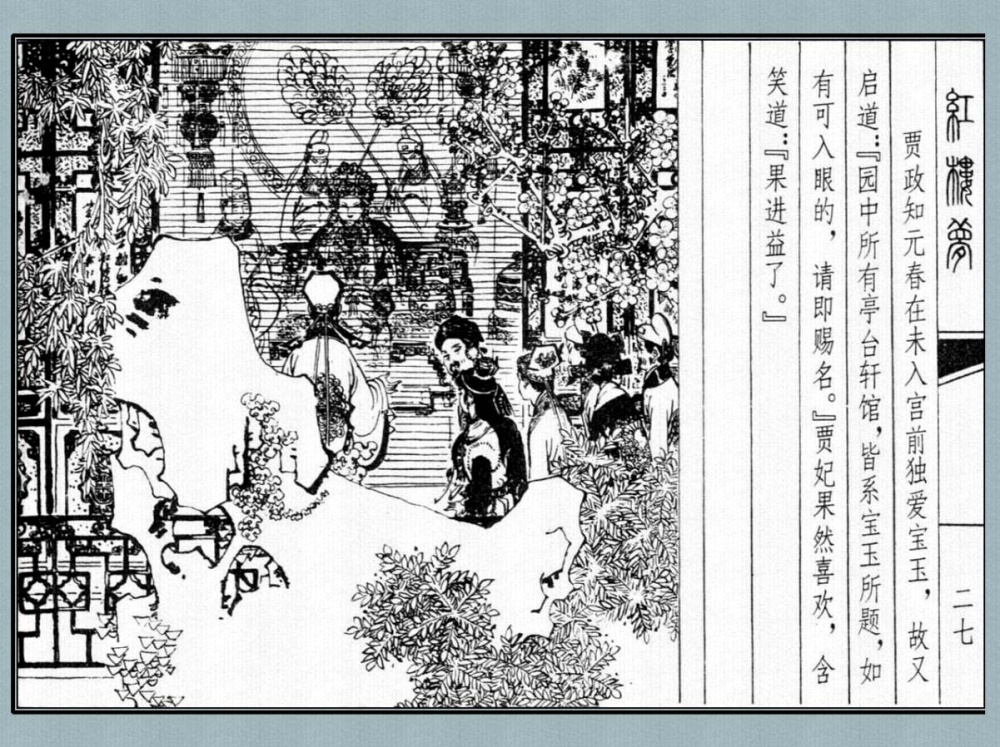 紅樓夢
二七
贾政知元春在未入宫前独爱宝玉，故又
启道：『园中所有亭台轩馆，皆系宝玉所题，如
有可入眼的，请即赐名。』贾妃果然喜欢，含
笑道：『果进益了。』